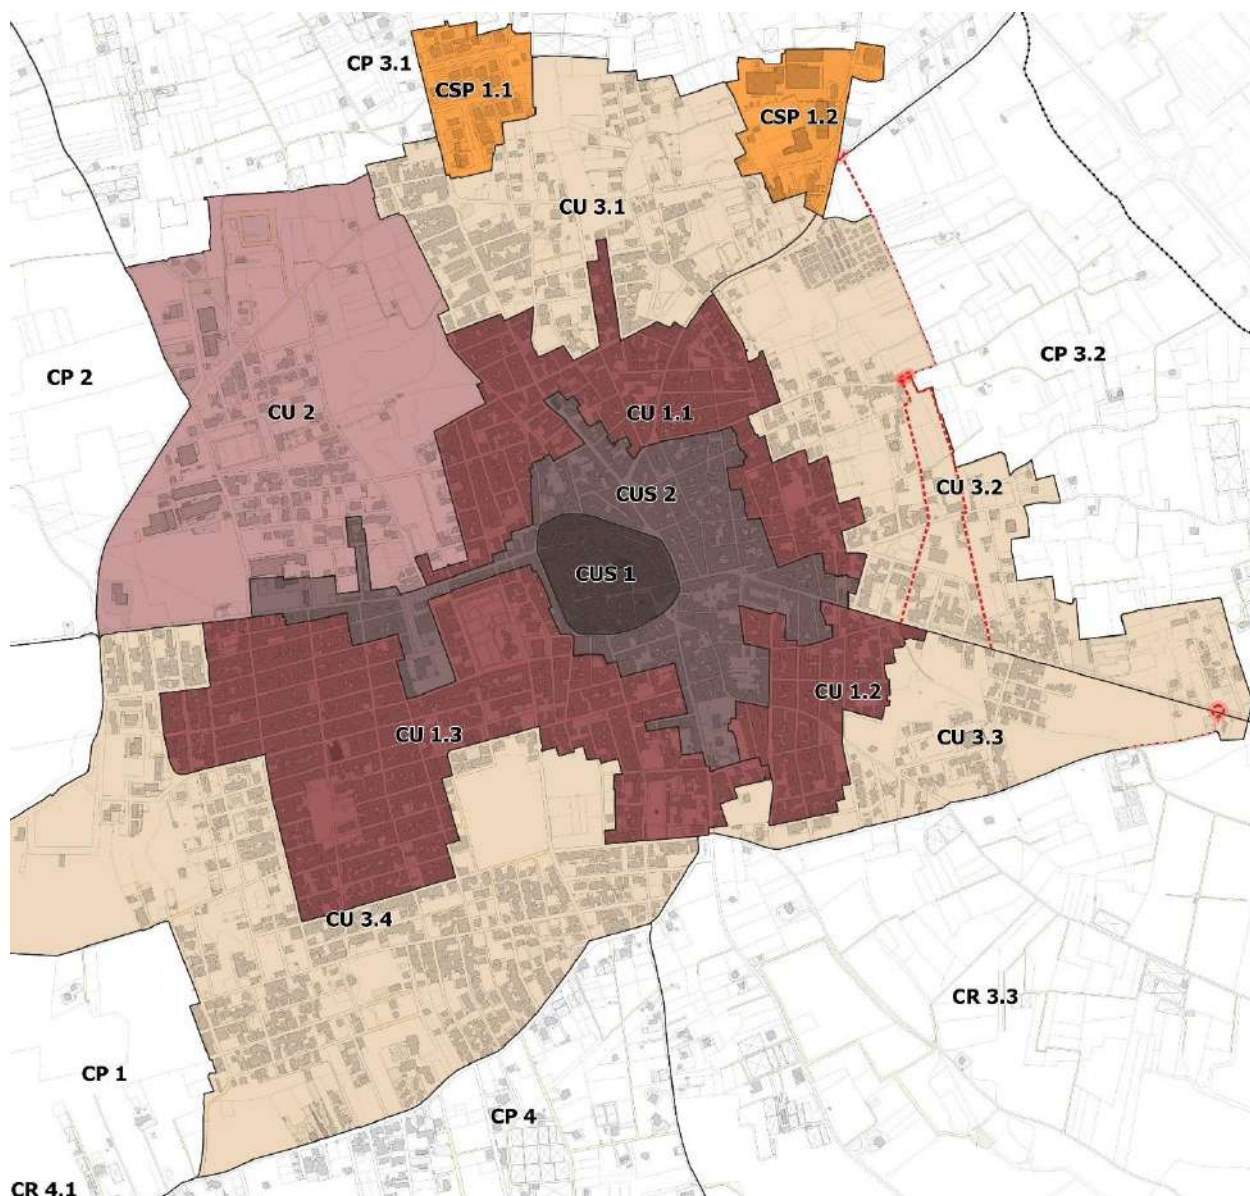 CP 3.1
CSP 1.1
CSP 1.2
CU 3.1
CP 3.2
CP 2
CU 2
CU 1.1
CU 3.2
CUS 2
CUS 1
CU 1.2
CU 1.3
CU 3.3
CU 3.4
CR 3.3
CP 1
CP 4
CR 4.1